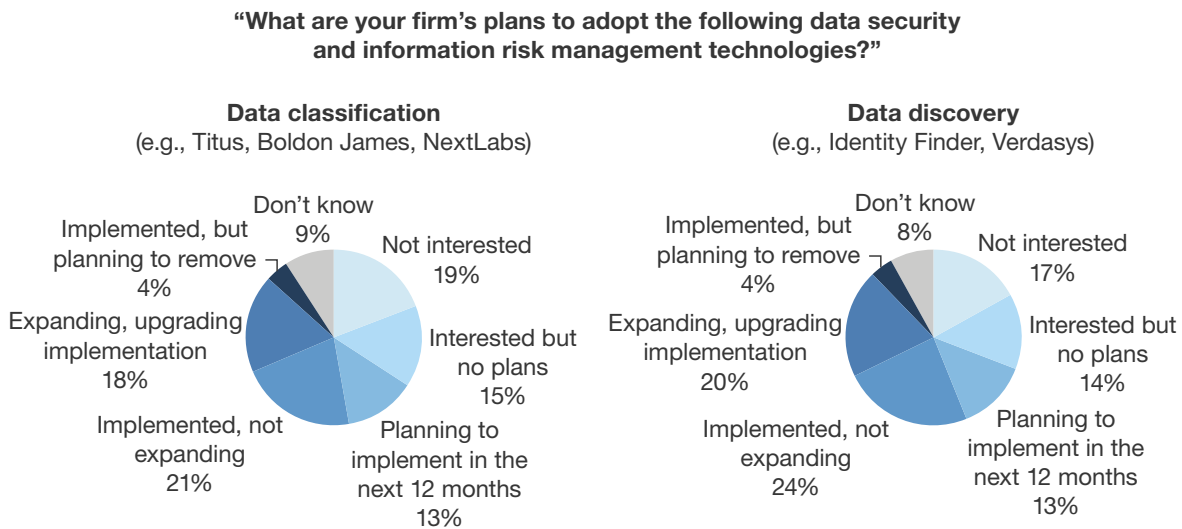 “What are your firm’s plans to adopt the following data security
and information risk management technologies?”
Data classification
(e.g., Titus, Boldon James, NextLabs)
Don’t know
9%
Not interested
19%
Implemented, but
planning to remove
4%
Expanding, upgrading
implementation
18%
Interested but
no plans
15%
Implemented, not
expanding
21%
Planning to
implement in the
next 12 months
13%
Data discovery
(e.g., Identity Finder, Verdasys)
Don’t know
8%
Not interested
17%
Implemented, but
planning to remove
4%
Expanding, upgrading
implementation
20%
Interested but
no plans
14%
Implemented, not
expanding
24%
Planning to
implement in the
next 12 months
13%